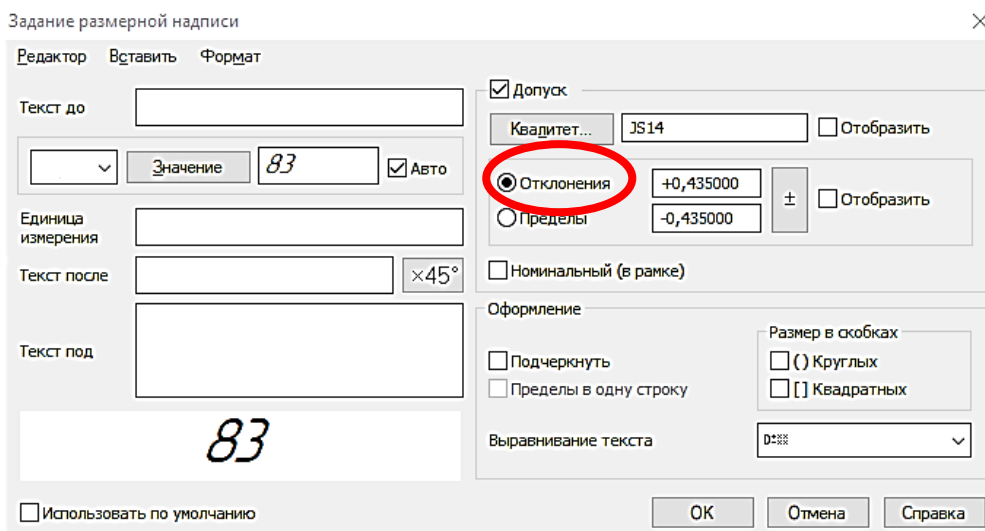 Задание размерной надписи
Редактор Вставить Формат
Текст до
Значение 83 Авто
Единица
измерения
Текст после ×45°
Текст под
83
Использовать по умолчанию
Допуск
Квалитет... JS14 Отобразить
Отклонения +0,435000
± Отобразить
Пределы -0,435000
Номинальный (в рамке)
Оформление
Размер в скобках
Подчеркнуть () Круглых
Пределы в одну строку [] Квадратных
Выравнивание текста D±xx
OK Отмена Справка